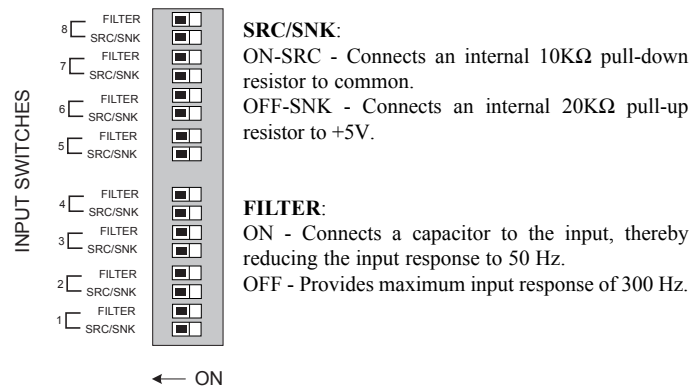 INPUT SWITCHES
8
FILTER
SRC/SNK
7
FILTER
SRC/SNK
6
FILTER
SRC/SNK
5
FILTER
SRC/SNK
4
FILTER
SRC/SNK
3
FILTER
SRC/SNK
2
FILTER
SRC/SNK
1
FILTER
SRC/SNK
ON
SRC/SNK:
ON-SRC - Connects an internal 10KΩ pull-down
resistor to common.
OFF-SNK - Connects an internal 20KΩ pull-up
resistor to +5V.
FILTER:
ON - Connects a capacitor to the input, thereby
reducing the input response to 50 Hz.
OFF - Provides maximum input response of 300 Hz.